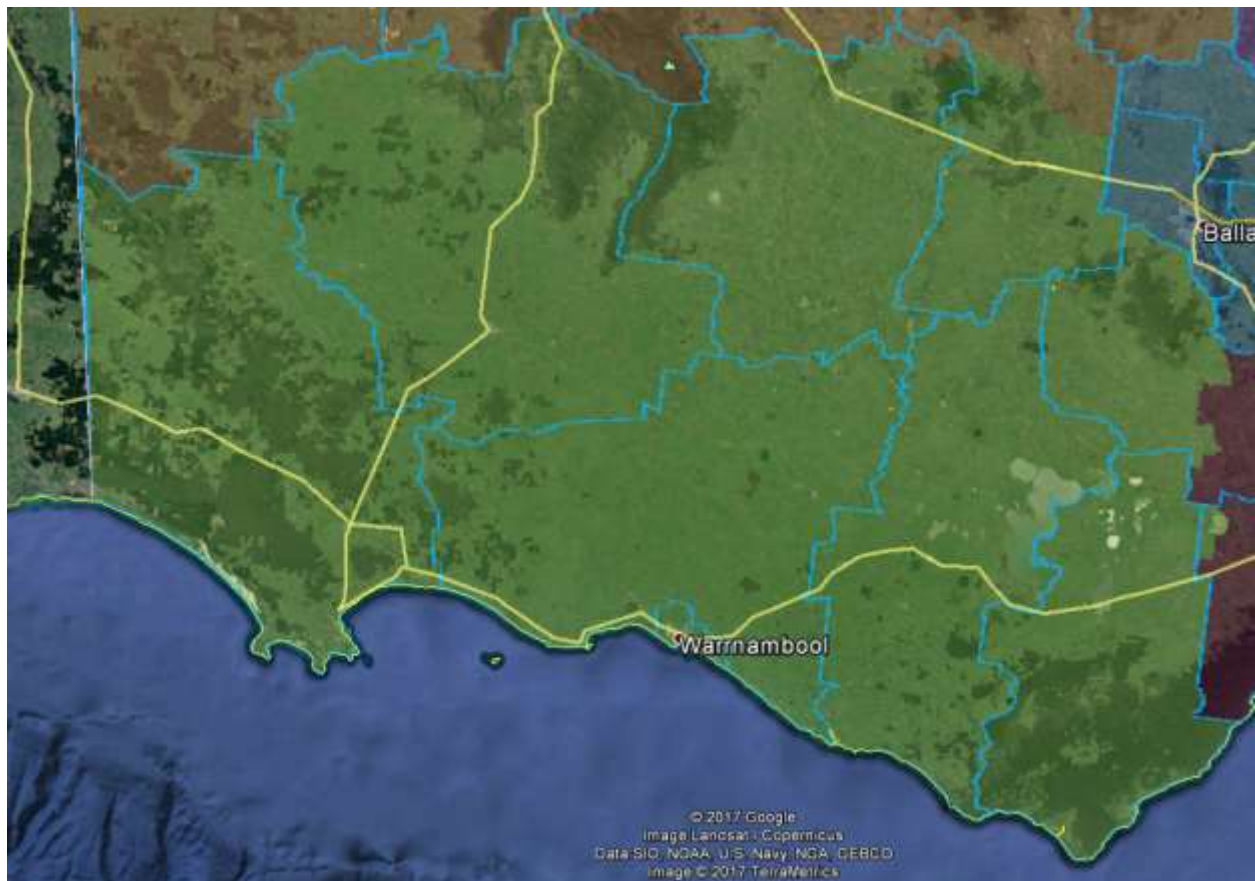 Balla
Warrnambool
© 2017 Google
Image Landsat / Copernicus
Data SIO, NOAA, U.S. Navy, NGA, GEBCO
Image © 2017 TerraMetrics